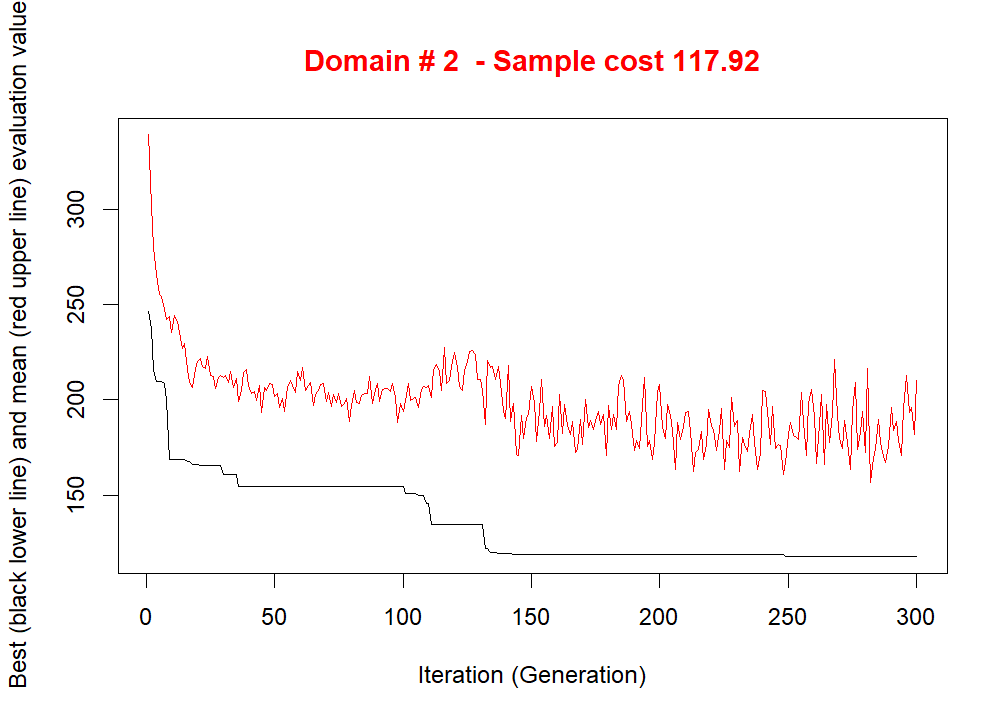 Domain # 2  - Sample cost 117.92
Best (black lower line) and mean (red upper line) evaluation value
300
250
200
150
0 50 100 150 200 250 300
Iteration (Generation)